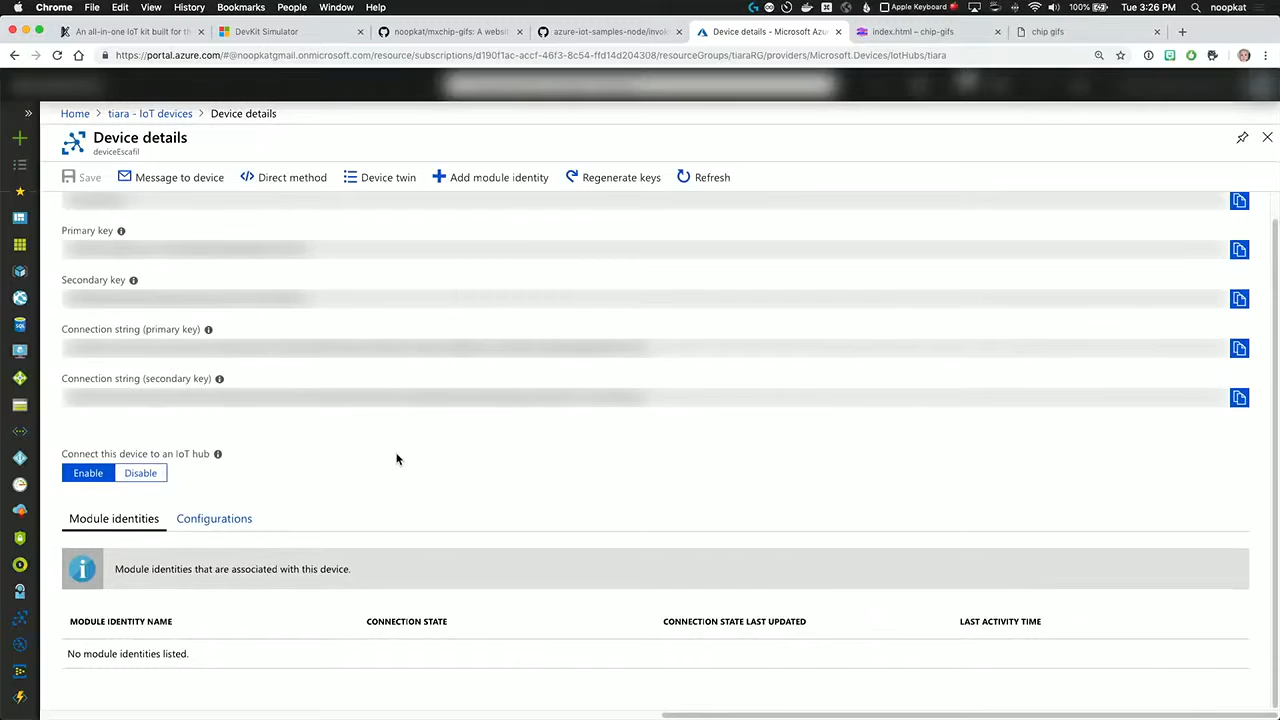 Chrome File Edit View History Bookmarks People Window Help Apple Keyboard 100% Tue 3:26 PM noopkat
An all-in-one IoT kit built for th DevKit Simulator noopkat/mxchip-gifs: A websit azure-iot-samples-node/invok Device details - Microsoft Azu index.html – chip-gifs chip gifs
https://portal.azure.com/#@noopkatgmail.onmicrosoft.com/resource/subscriptions/d190f1ac-accf-46f3-8c54-ffd14d204308/resourceGroups/tiaraRG/providers/Microsoft.Devices/IotHubs/tiara
Home > tiara - IoT devices > Device details
Device details
deviceEscafil
Save Message to device Direct method Device twin Add module identity Regenerate keys Refresh
Primary key
Secondary key
Connection string (primary key)
Connection string (secondary key)
Connect this device to an IoT hub
Enable Disable
Module identities Configurations
Module identities that are associated with this device.
MODULE IDENTITY NAME CONNECTION STATE CONNECTION STATE LAST UPDATED LAST ACTIVITY TIME
No module identities listed.